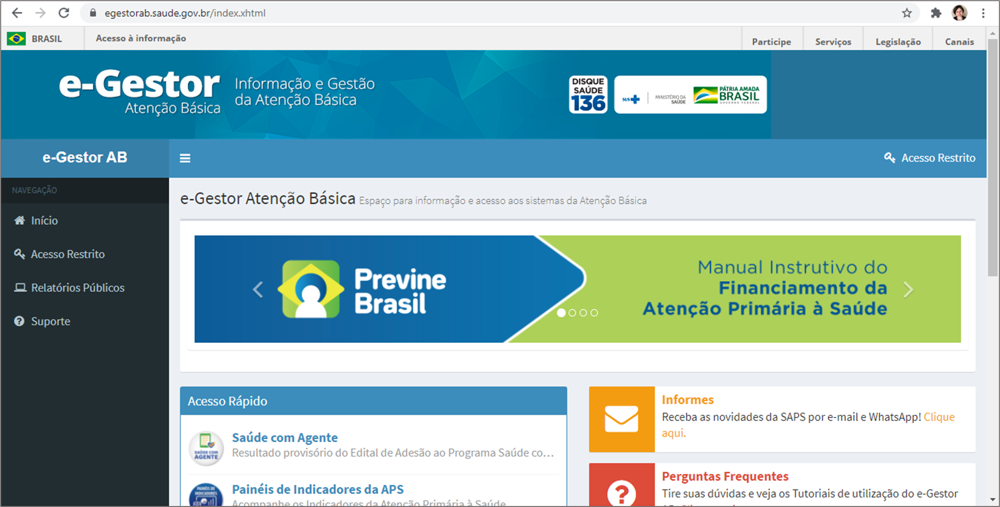 egestorab.saude.gov.br/index.xhtml
BRASIL
Acesso à informação
Participe
Serviços
Legislação
Canais
e-Gestor
Atenção Básica
Informação e Gestão
da Atenção Básica
DISQUE
SAÚDE
136
SUS
MINISTÉRIO DA
SAÚDE
PÁTRIA AMADA
BRASIL
GOVERNO FEDERAL
e-Gestor AB
Acesso Restrito
NAVEGAÇÃO
Início
Acesso Restrito
Relatórios Públicos
Suporte
e-Gestor Atenção Básica Espaço para informação e acesso aos sistemas da Atenção Básica
Previne
Brasil
Manual Instrutivo do
Financiamento da
Atenção Primária à Saúde
Acesso Rápido
SAÚDE COM
AGENTE
Saúde com Agente
Resultado provisório do Edital de Adesão ao Programa Saúde co...
PAINÉIS DE
INDICADORES
Painéis de Indicadores da APS
Acompanhe os Indicadores da Atenção Primária à Saúde
Informes
Receba as novidades da SAPS por e-mail e WhatsApp! Clique
aqui.
Perguntas Frequentes
Tire suas dúvidas e veja os Tutoriais de utilização do e-Gestor